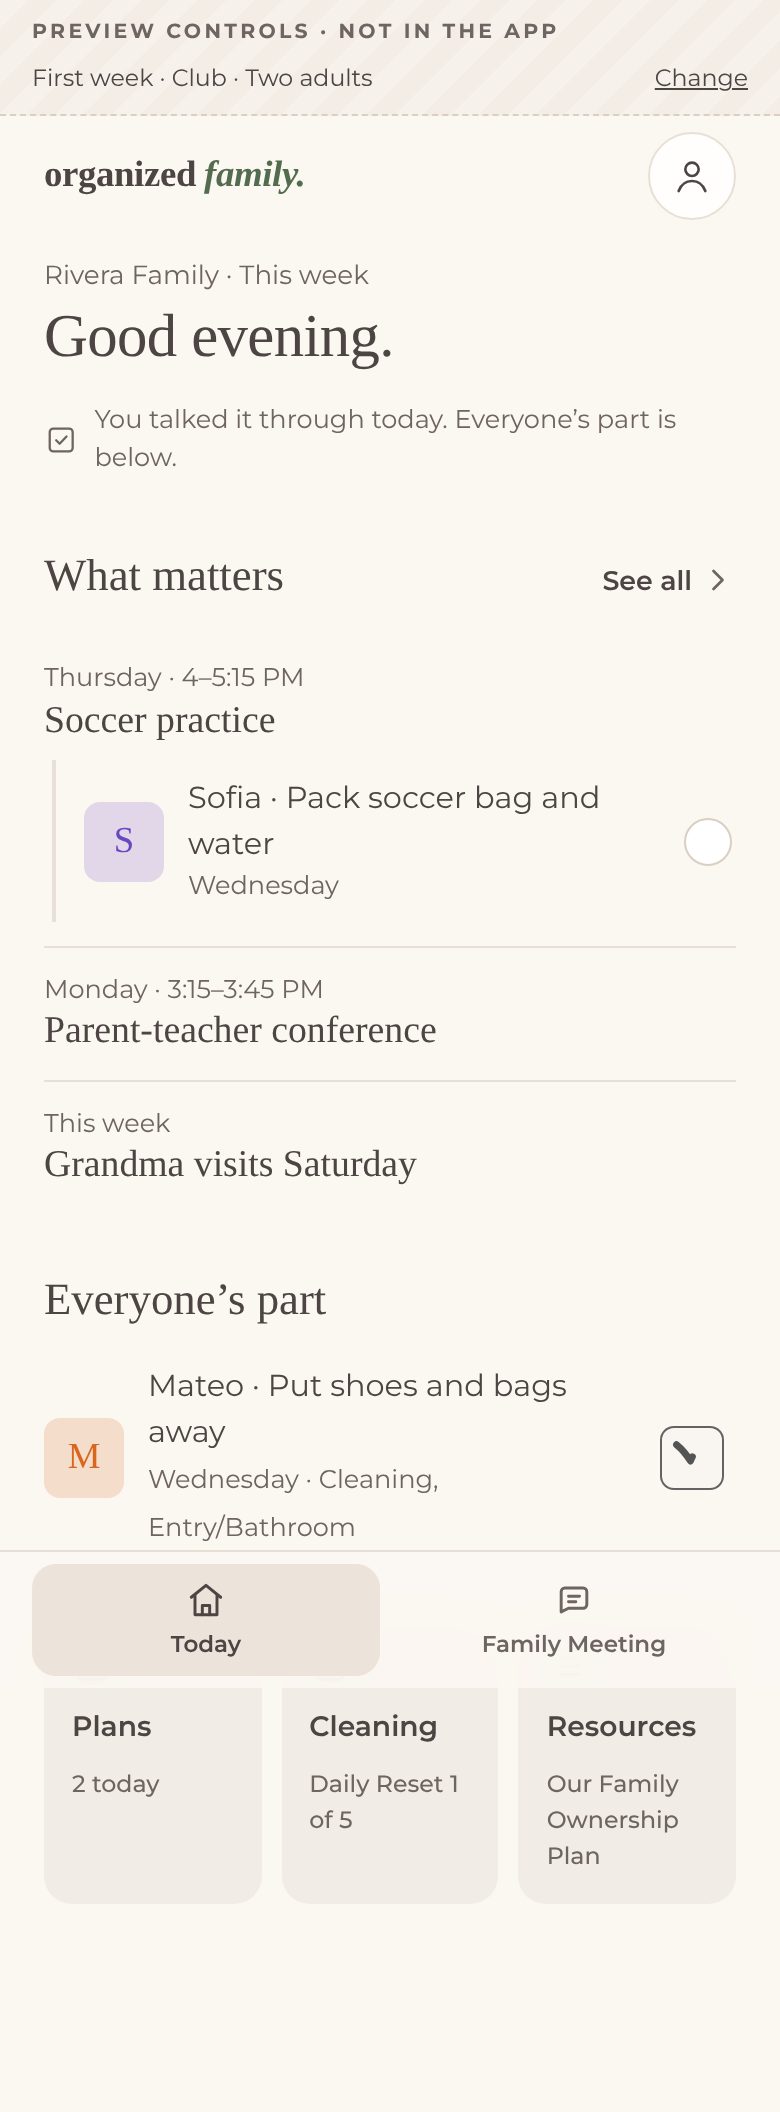 PREVIEW CONTROLS · NOT IN THE APP
First week · Club · Two adults
Change
organized family.
Rivera Family · This week
Good evening.
You talked it through today. Everyone’s part is
below.
What matters
See all
Thursday · 4–5:15 PM
Soccer practice
S
Sofia · Pack soccer bag and
water
Wednesday
Monday · 3:15–3:45 PM
Parent-teacher conference
This week
Grandma visits Saturday
Everyone’s part
M
Mateo · Put shoes and bags
away
Wednesday · Cleaning,
Entry/Bathroom
Today
Family Meeting
Plans
2 today
Cleaning
Daily Reset 1
of 5
Resources
Our Family
Ownership
Plan